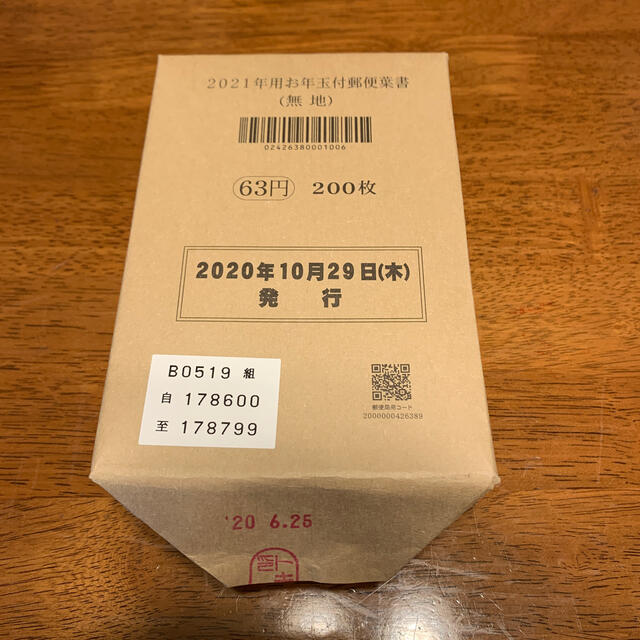 2021年用お年玉付郵便葉書
(無地)
02426380001006
63円 200枚
2020年10月29日(木)
発 行
B0519 組
自 178600
至 178799
郵便局用コード
2000000426389
'20 6.25